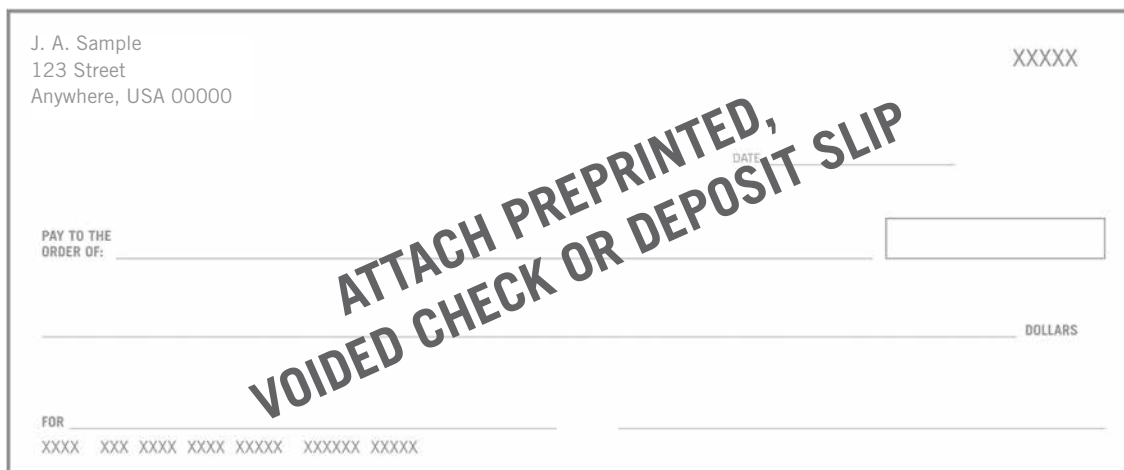 J. A. Sample
123 Street
Anywhere, USA 00000
XXXXX
DATE
ATTACH PREPRINTED,
VOIDED CHECK OR DEPOSIT SLIP
PAY TO THE
ORDER OF:
DOLLARS
FOR
XXXX XXX XXXX XXXX XXXXX XXXXXX XXXXX